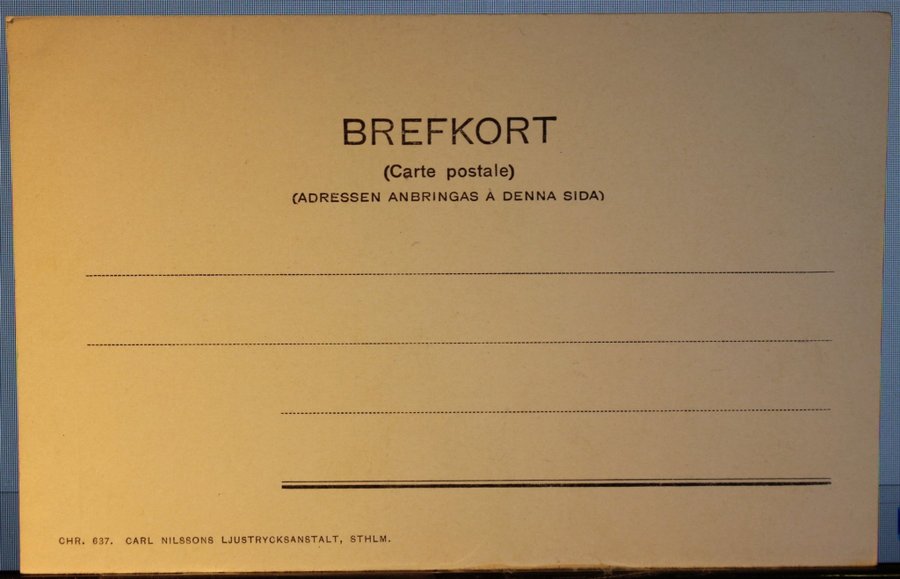 BREFKORT
(Carte postale)
(ADRESSEN ANBRINGAS À DENNA SIDA)
CHR. 637. CARL NILSSONS LJUSTRYCKSANSTALT, STHLM.